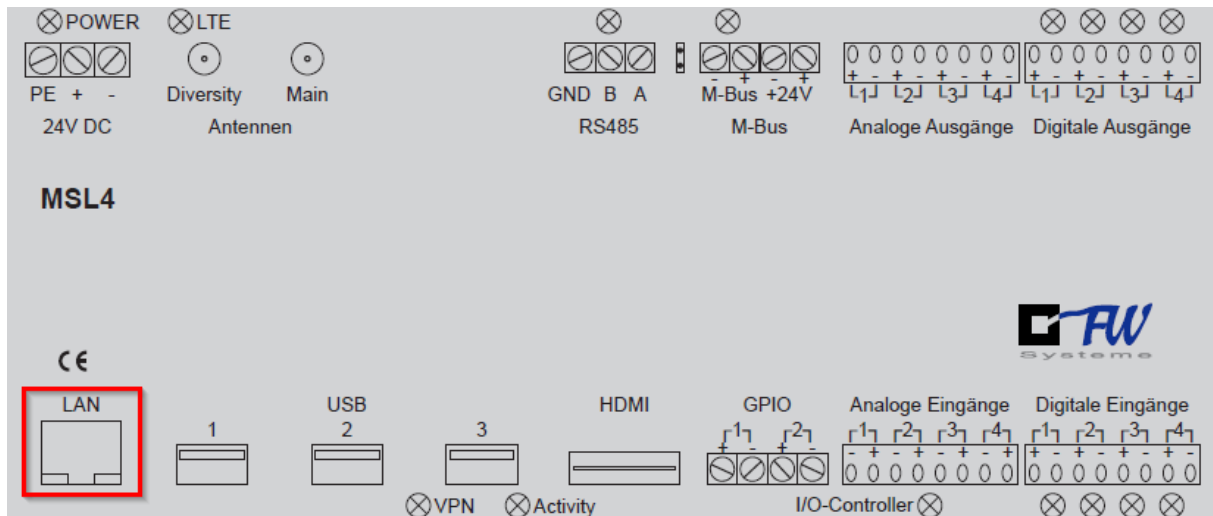 POWER LTE
PE + - Diversity Main GND B A - + - + + - + - + - + - + - + - + - + -
M-Bus +24V 1 2 3 4 1 2 3 4
24V DC Antennen RS485 M-Bus Analoge Ausgänge Digitale Ausgänge
MSL4
FW
Systeme
CE
LAN USB HDMI GPIO Analoge Eingänge Digitale Eingänge
1 2 3 1 2 1 2 3 4 1 2 3 4
+ - + - - + - + - + - + - + - + - + - +
VPN Activity I/O-Controller